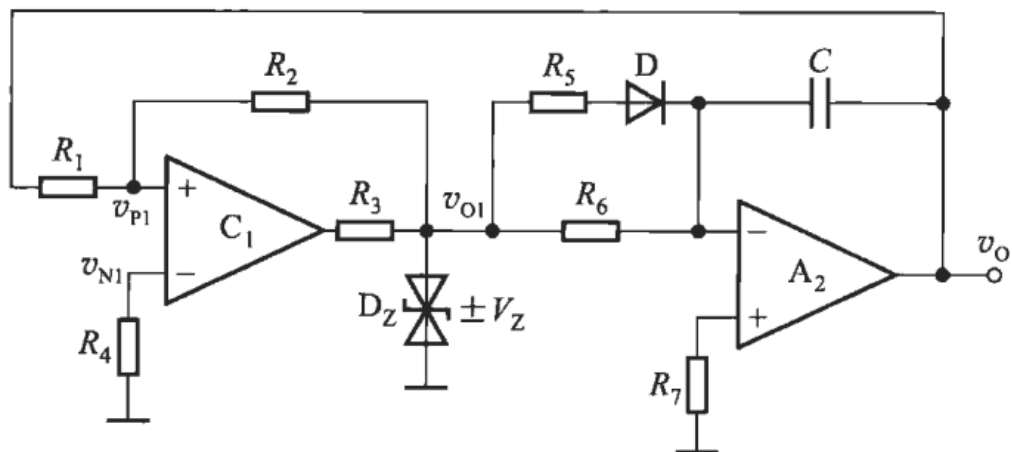 R2
R5
D
C
R1
+
vP1
C1
R3
vO1
R6
−
vN1
−
A2
vO
DZ
±VZ
+
R4
R7